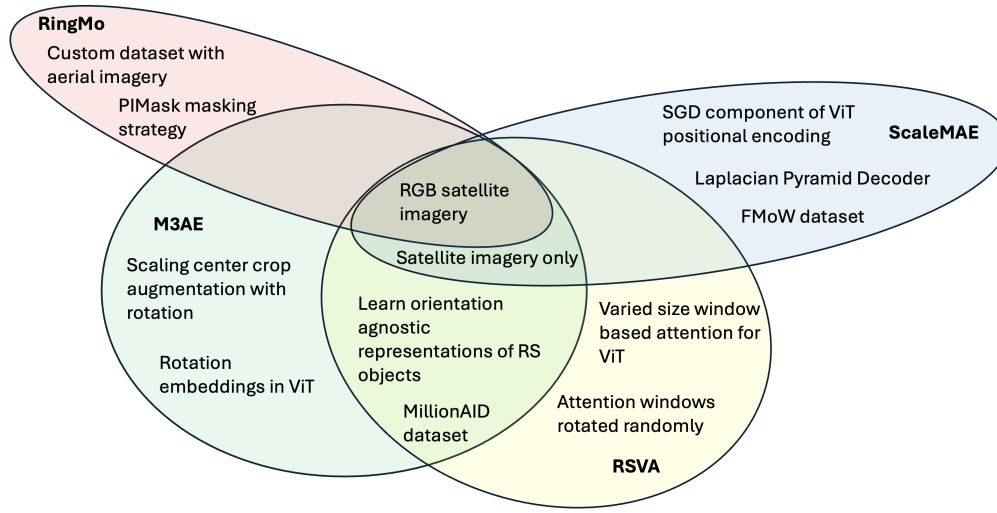 RingMo
Custom dataset with
aerial imagery
PIMask masking
strategy
SGD component of ViT
positional encoding
ScaleMAE
Laplacian Pyramid Decoder
FMoW dataset
RGB satellite
imagery
Satellite imagery only
M3AE
Scaling center crop
augmentation with
rotation
Rotation
embeddings in ViT
Learn orientation
agnostic
representations of RS
objects
MillionAID
dataset
Varied size window
based attention for
ViT
Attention windows
rotated randomly
RSVA